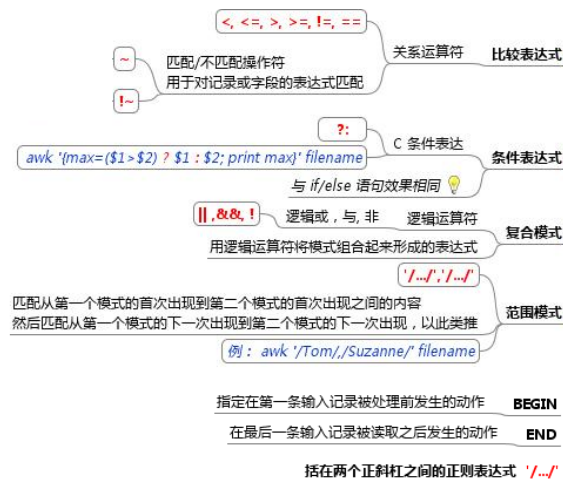 <, <=, >, >=, !=, ==
关系运算符
比较表达式
~
匹配/不匹配操作符
用于对记录或字段的表达式匹配
!~
?:
C 条件表达
awk '{max=($1>$2) ? $1 : $2; print max}' filename
条件表达式
与 if/else 语句效果相同
|| ,&&, !
逻辑或，与, 非
逻辑运算符
复合模式
用逻辑运算符将模式组合起来形成的表达式
'/.../','/.../'
匹配从第一个模式的首次出现到第二个模式的首次出现之间的内容
然后匹配从第一个模式的下一次出现到第二个模式的下一次出现，以此类推
范围模式
例： awk '/Tom/,/Suzanne/' filename
指定在第一条输入记录被处理前发生的动作
BEGIN
在最后一条输入记录被读取之后发生的动作
END
括在两个正斜杠之间的正则表达式 '/.../'